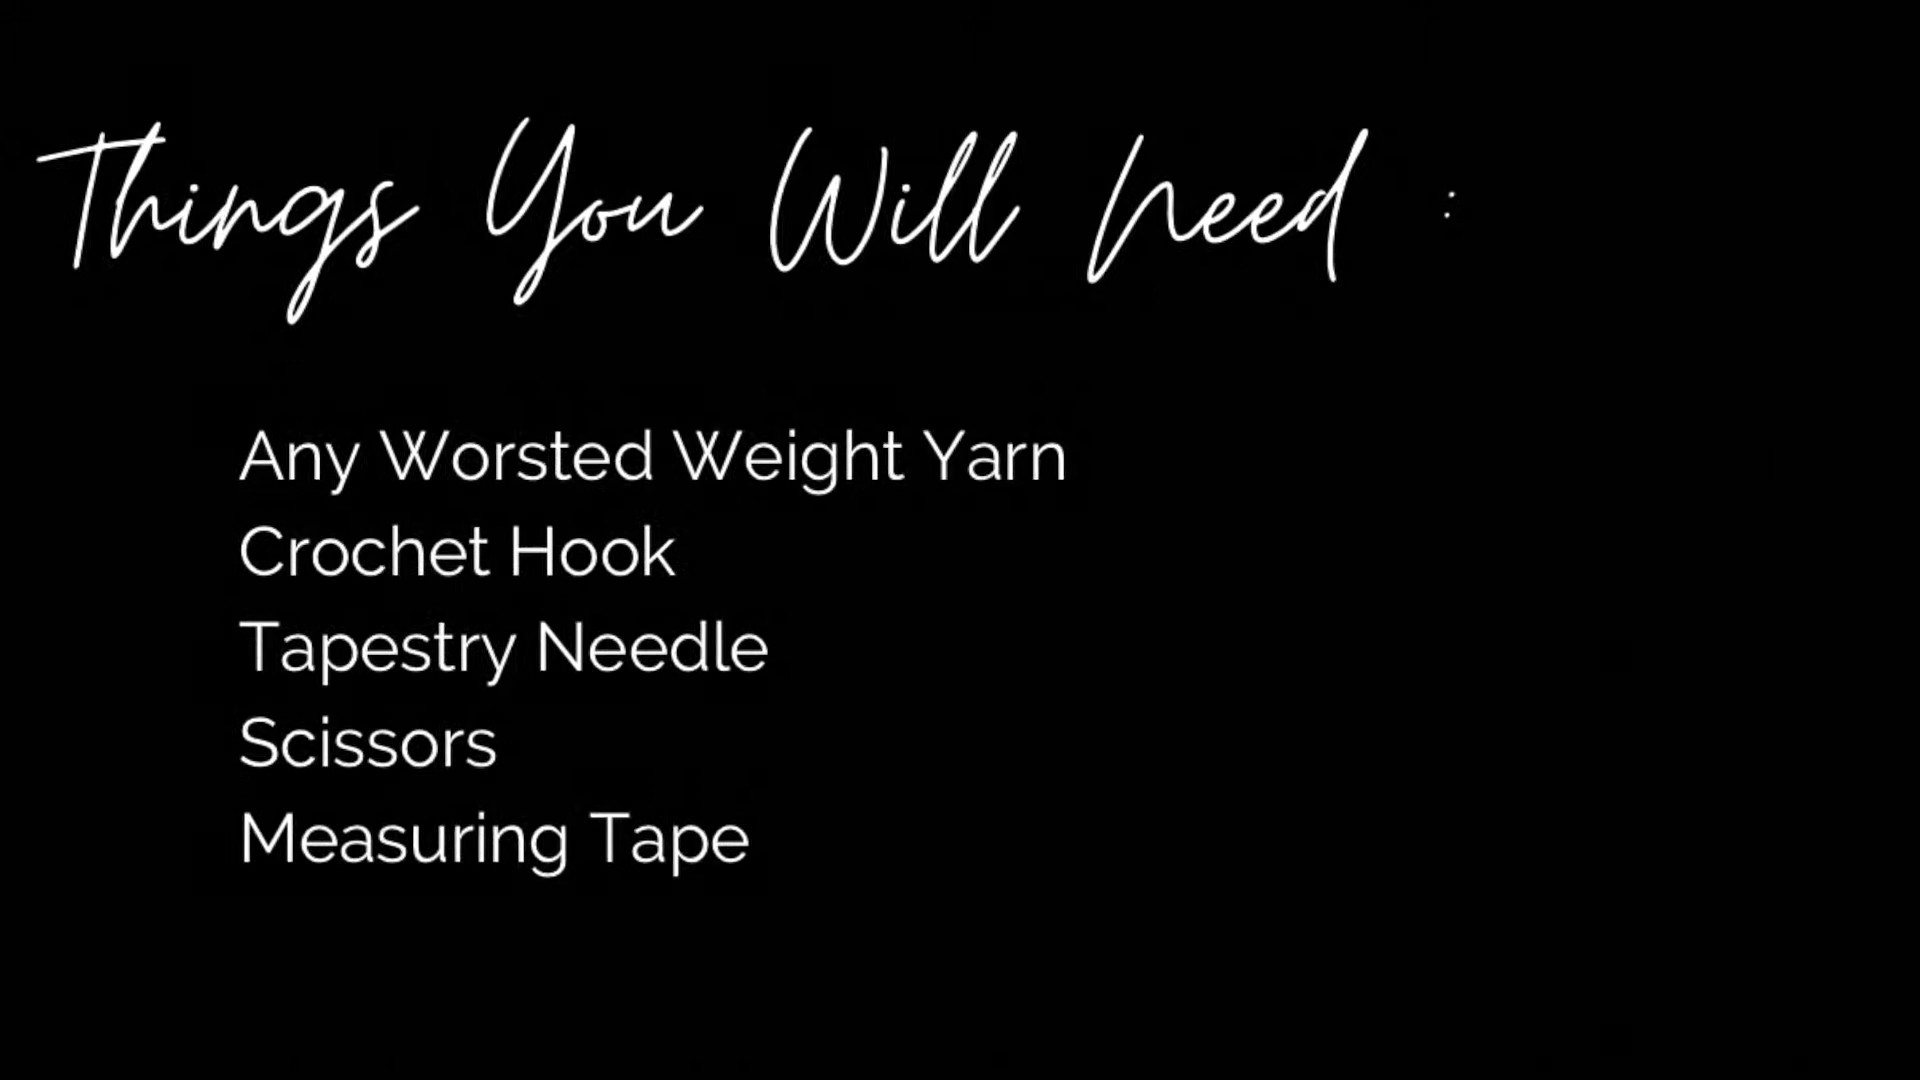 Things You Will Need :
Any Worsted Weight Yarn
Crochet Hook
Tapestry Needle
Scissors
Measuring Tape